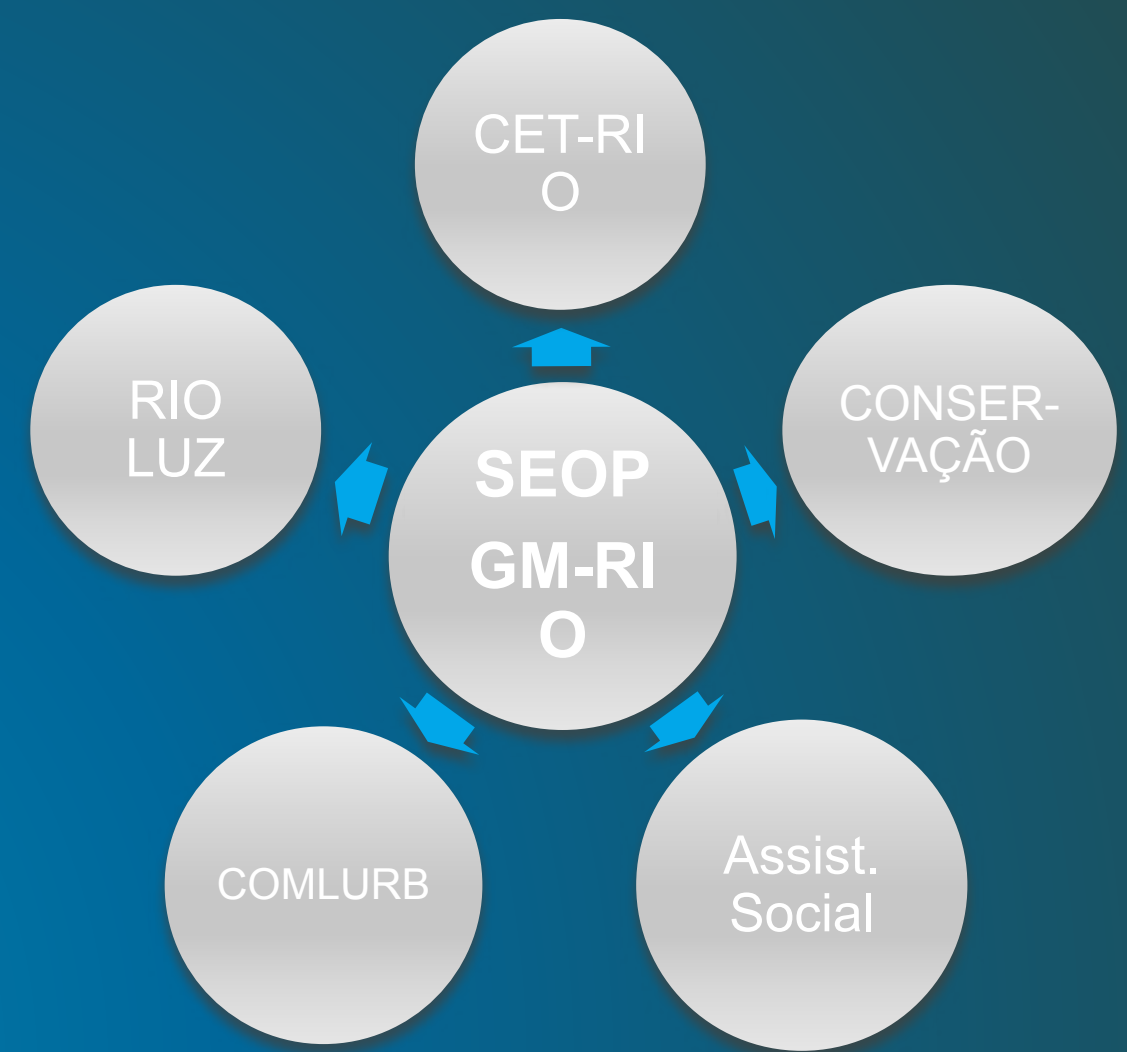 CET-RI
O
RIO
LUZ
CONSER-
VAÇÃO
SEOP
GM-RI
O
COMLURB
Assist.
Social